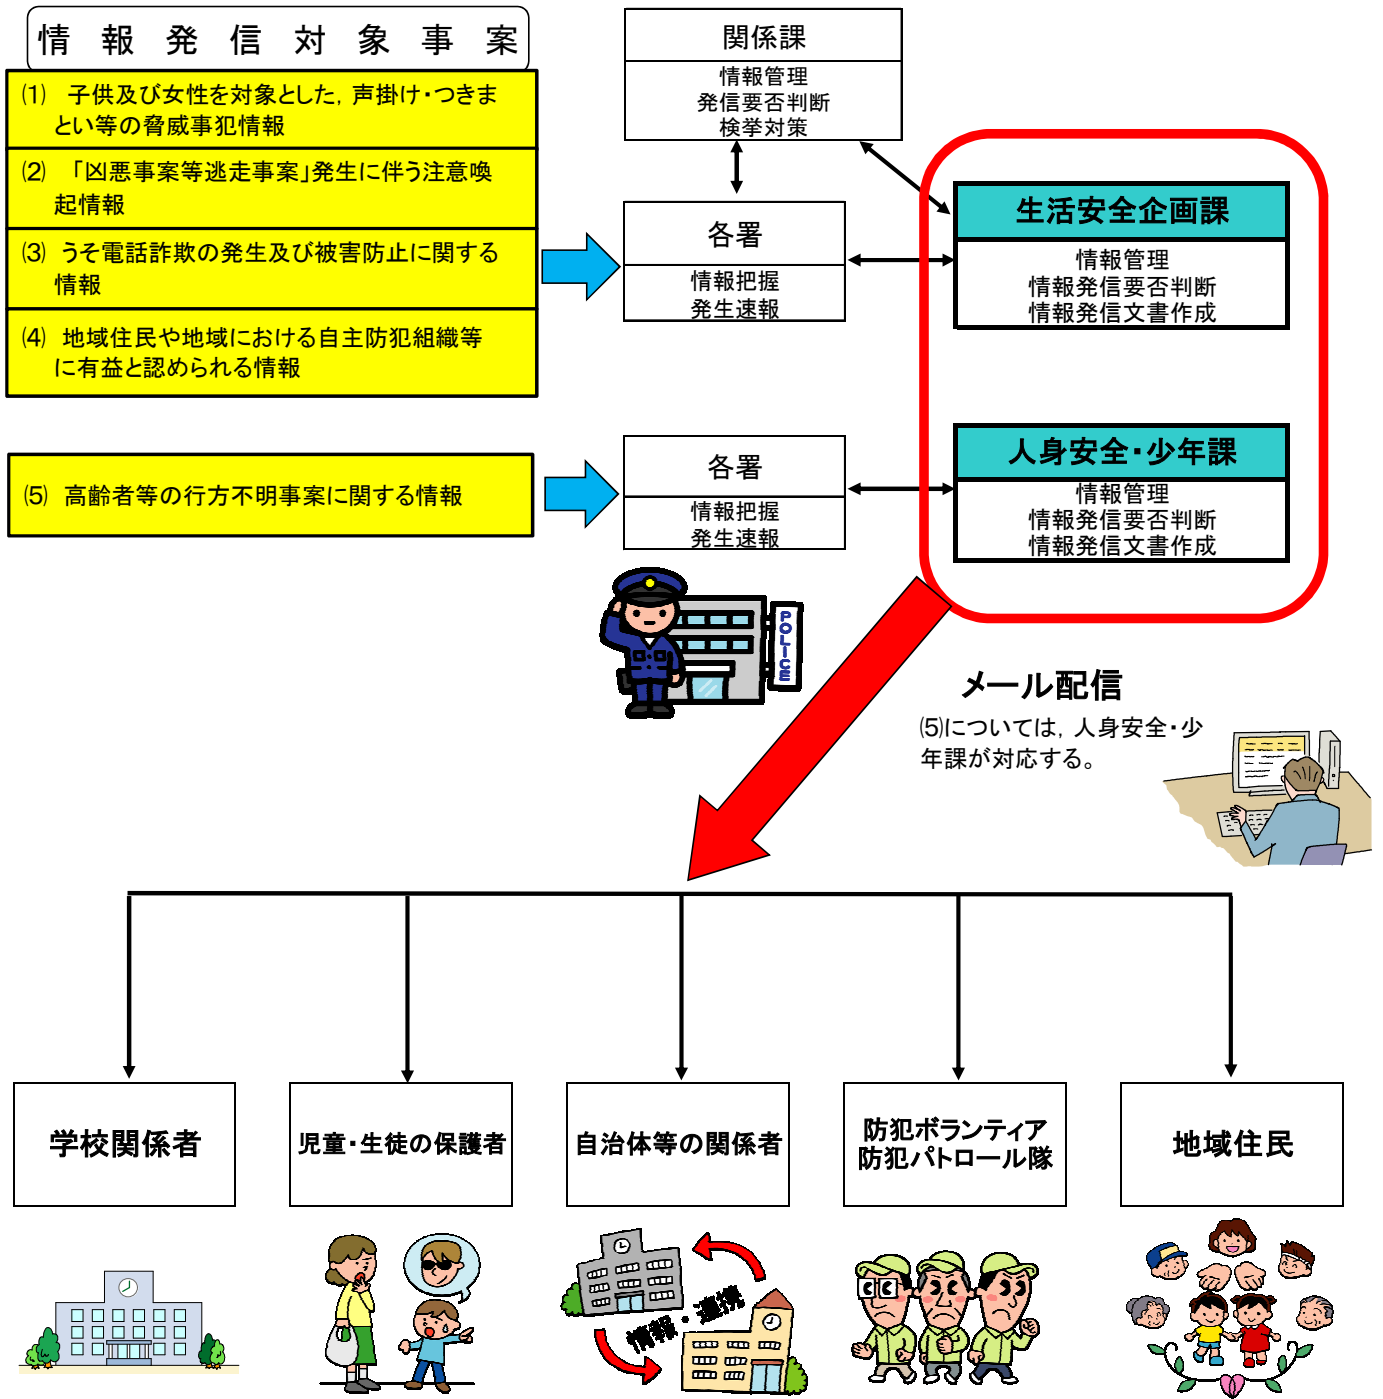 情報発信対象事案
⑴ 子供及び女性を対象とした，声掛け・つきま
とい等の脅威事犯情報
⑵ 「凶悪事案等逃走事案」発生に伴う注意喚
起情報
⑶ うそ電話詐欺の発生及び被害防止に関する
情報
⑷ 地域住民や地域における自主防犯組織等
に有益と認められる情報
⑸ 高齢者等の行方不明事案に関する情報
関係課
情報管理
発信要否判断
検挙対策
各署
情報把握
発生速報
生活安全企画課
情報管理
情報発信要否判断
情報発信文書作成
各署
情報把握
発生速報
人身安全・少年課
情報管理
情報発信要否判断
情報発信文書作成
POLICE
メール配信
⑸については，人身安全・少
年課が対応する。
学校関係者
児童・生徒の保護者
自治体等の関係者
防犯ボランティア
防犯パトロール隊
地域住民
情報・連携